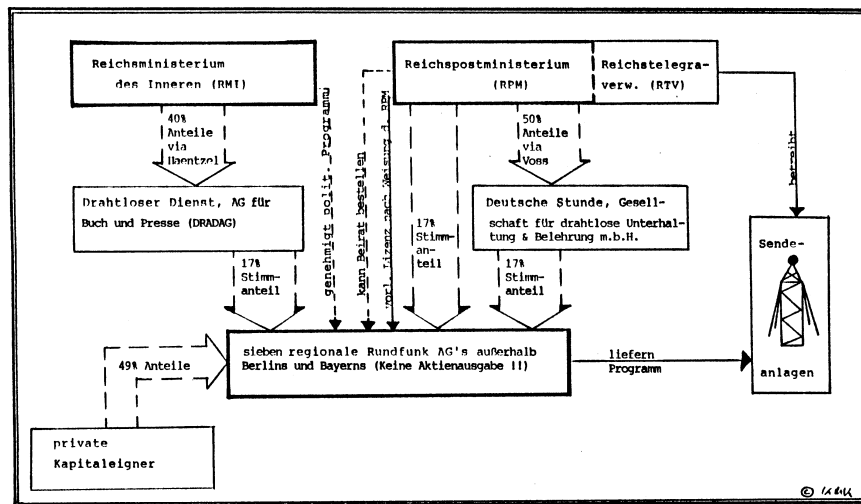 Reichsministerium
des Inneren (RMI)
Reichspostministerium
(RPM)
Reichstelegra-
verw. (RTV)
40%
Anteile
via
Haentzel
genehmigt polit. Programm
kann Beirat bestellen
vorl. Lizenz nach Weisung d. RPM
50%
Anteile
via
Voss
betreibt
Drahtloser Dienst, AG für
Buch und Presse (DRADAG)
17%
Stimm-
an-
teil
Deutsche Stunde, Gesell-
schaft für drahtlose Unterhal-
tung & Belehrung m.b.H.
17%
Stimm-
anteil
17%
Stimm-
anteil
Sende-
anlagen
49% Anteile
sieben regionale Rundfunk AG's außerhalb
Berlins und Bayerns (Keine Aktienausgabe !!)
liefern
Programm
private
Kapitaleigner
©